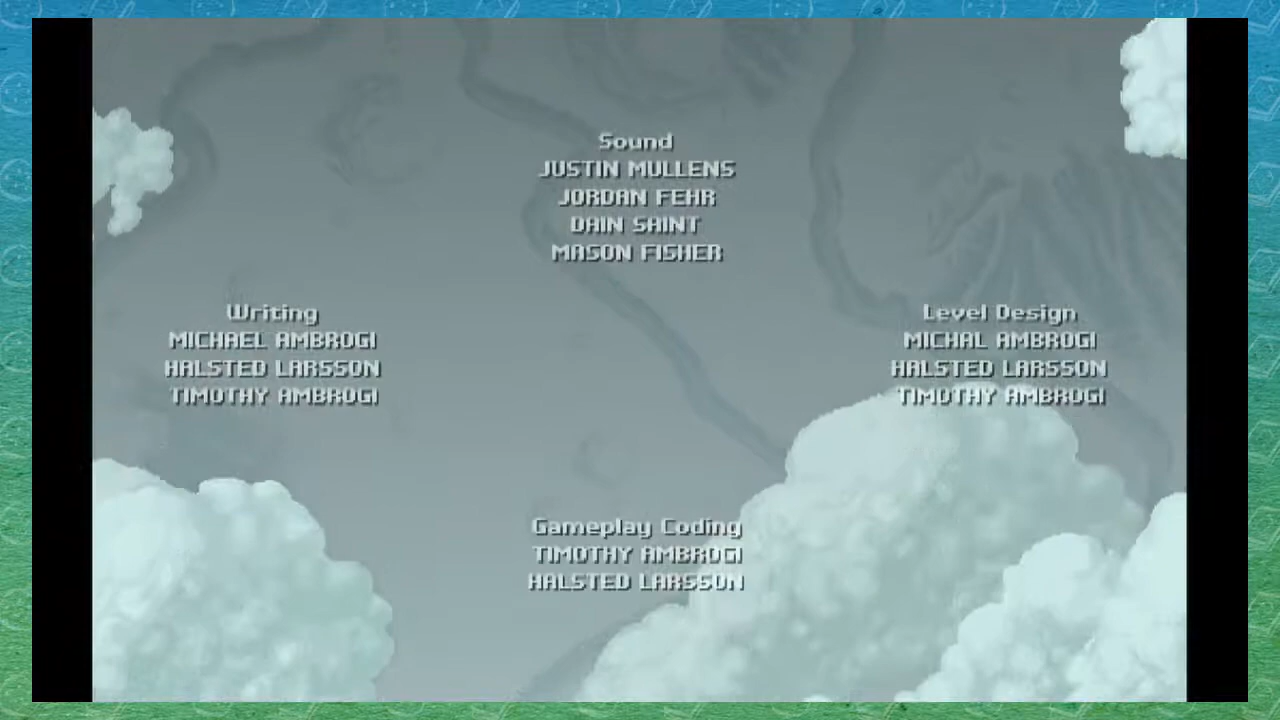 Sound
JUSTIN MULLENS
JORDAN FEHR
DAIN SAINT
MASON FISHER
Writing
MICHAEL AMBROGI
HALSTED LARSSON
TIMOTHY AMBROGI
Level Design
MICHAL AMBROGI
HALSTED LARSSON
TIMOTHY AMBROGI
Gameplay Coding
TIMOTHY AMBROGI
HALSTED LARSSON